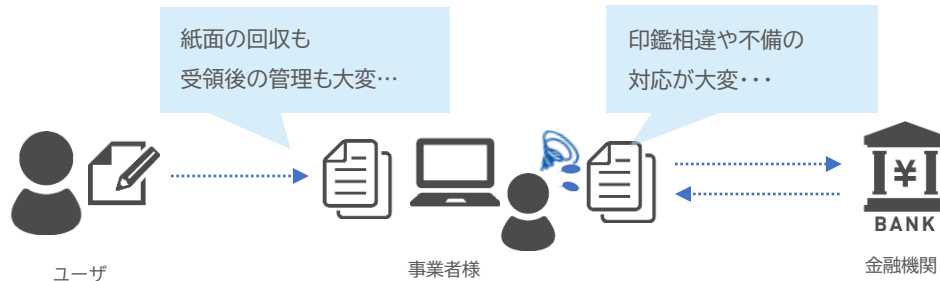 紙面の回収も
受領後の管理も大変…
印鑑相違や不備の
対応が大変・・・
¥
BANK
ユーザ
事業者様
金融機関